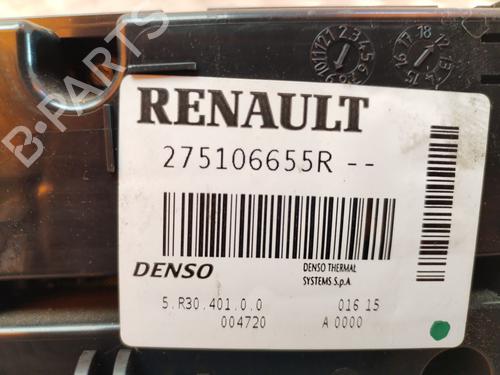 RENAULT
275106655R --
DENSO
DENSO THERMAL
SYSTEMS S.p.A.
5.R30.401.0.0
016 15
004720
A 0000
B-PARTS